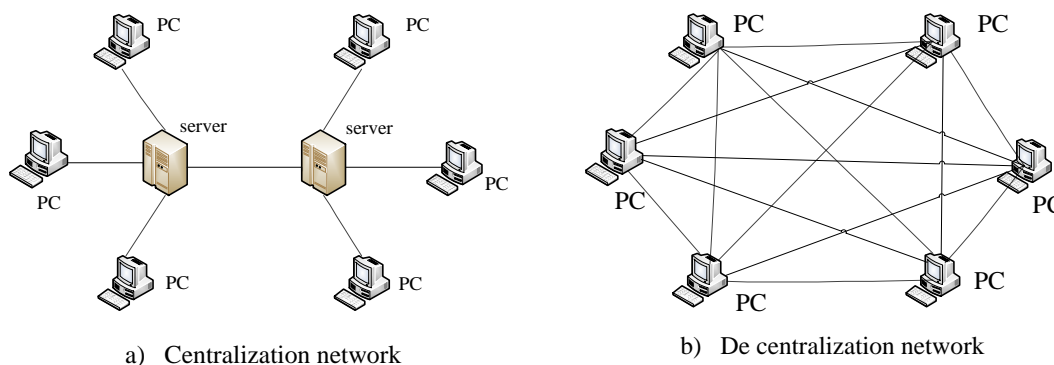 PC
PC
server
server
PC
PC
PC
PC
a) Centralization network
PC
PC
PC
PC
PC
PC
b) De centralization network